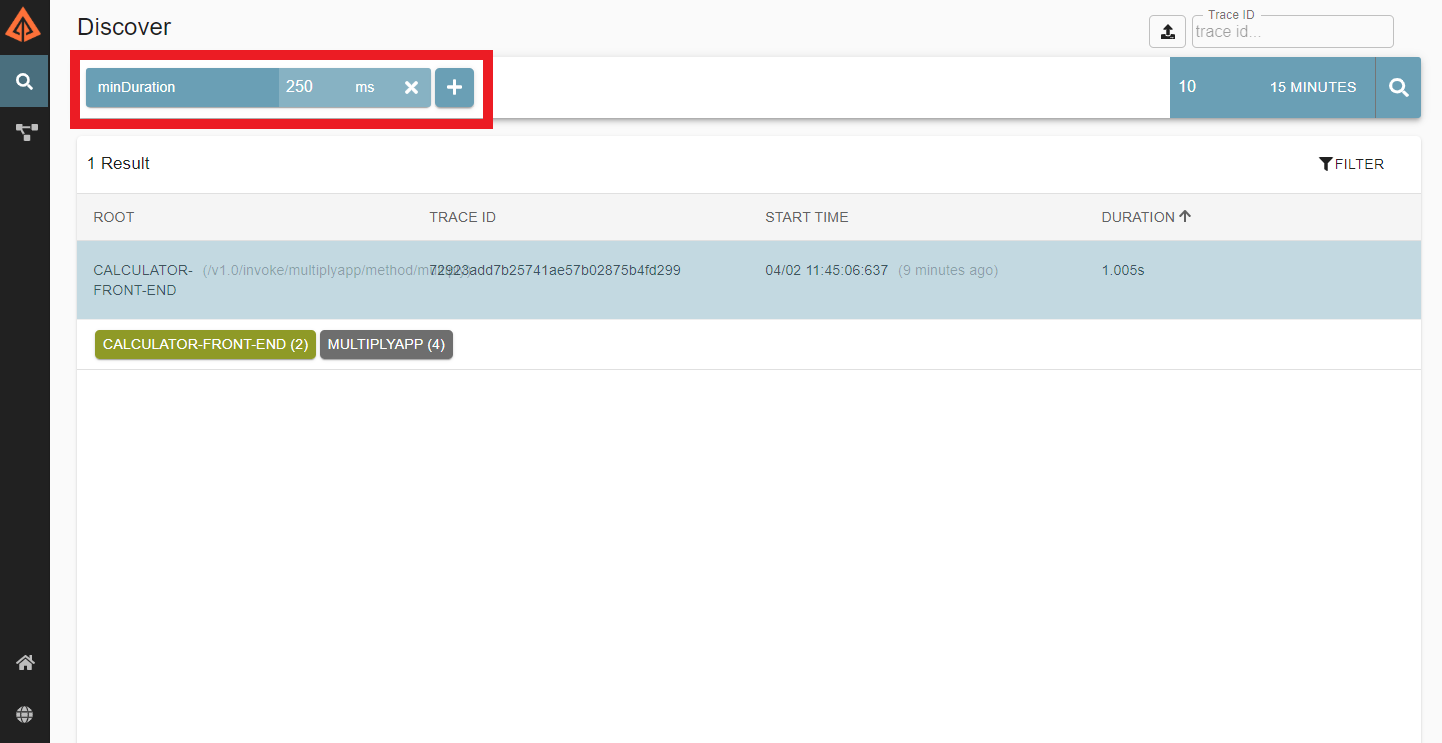 Discover
Trace ID
trace id...
minDuration 250 ms
10 15 MINUTES
1 Result
FILTER
ROOT TRACE ID START TIME DURATION
CALCULATOR-FRONT-END (/v1.0/invoke/multiplyapp/method/ 72923add7b25741ae57b02875b4fd299 04/02 11:45:06:637 (9 minutes ago) 1.005s
CALCULATOR-FRONT-END (2) MULTIPLYAPP (4)